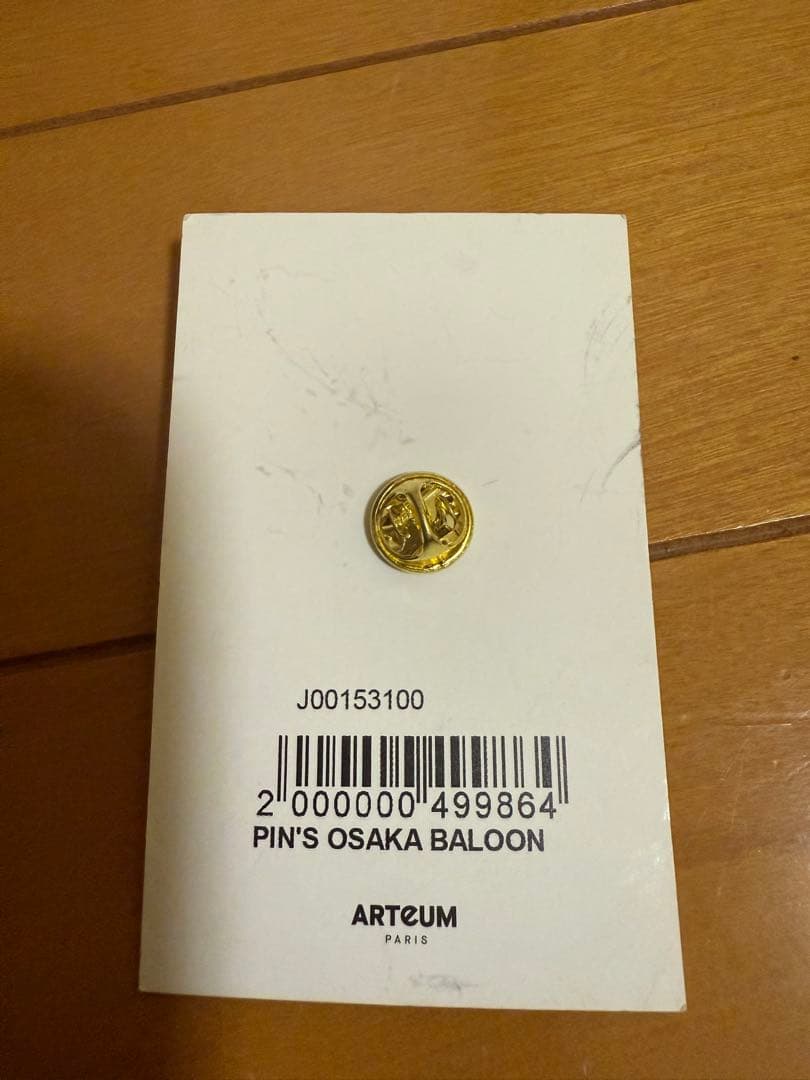 J00153100
2 000000 499864
PIN'S OSAKA BALOON
ARTeUM
PARIS